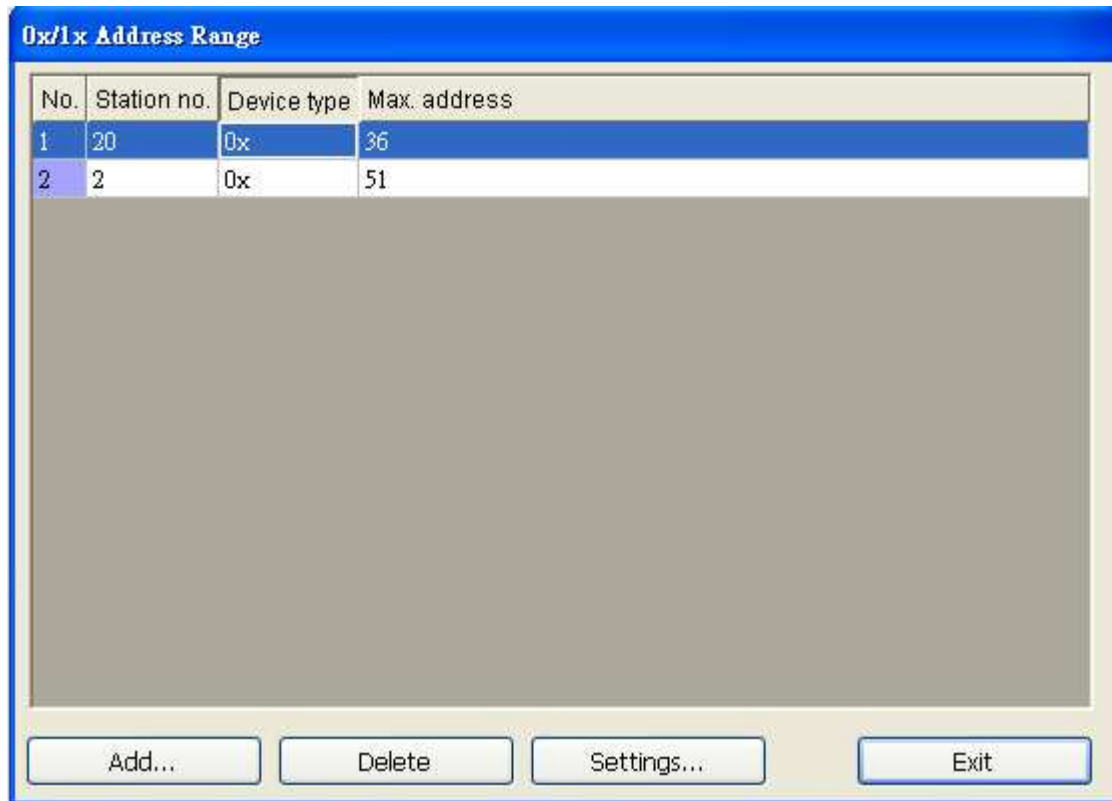 0x/1x Address Range
No. Station no. Device type Max. address
1 20 0x 36
2 2 0x 51
Add... Delete Settings... Exit